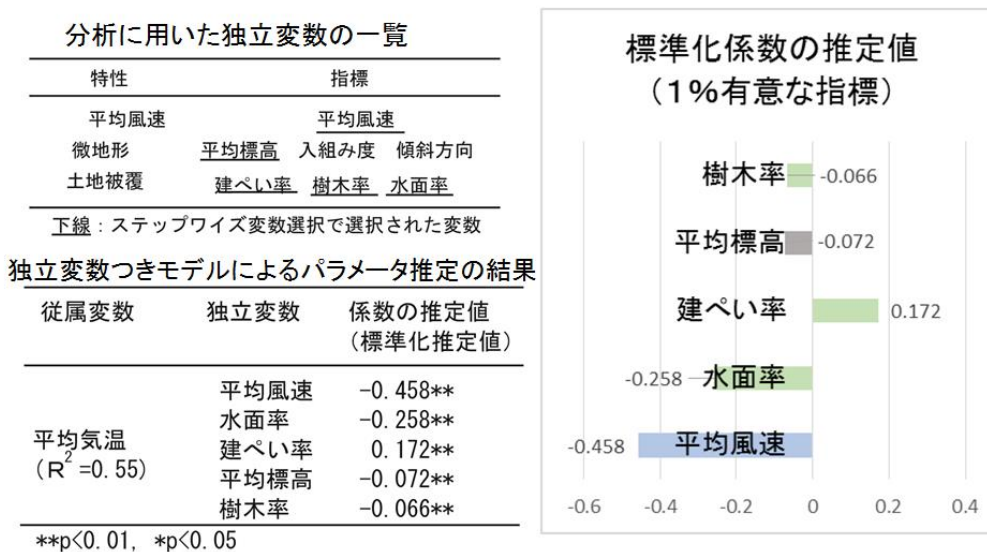 分析に用いた独立変数の一覧
特性 指標
平均風速 平均風速
微地形 平均標高 入組み度 傾斜方向
土地被覆 建ぺい率 樹木率 水面率
下線：ステップワイズ変数選択で選択された変数
独立変数つきモデルによるパラメータ推定の結果
従属変数 独立変数 係数の推定値
(標準化推定値)
平均風速 -0.458**
水面率 -0.258**
平均気温 建ぺい率 0.172**
(R²=0.55) 平均標高 -0.072**
樹木率 -0.066**
**p<0.01, *p<0.05
標準化係数の推定値
（1%有意な指標）
樹木率 -0.066
平均標高 -0.072
建ぺい率 0.172
-0.258 水面率
-0.458 平均風速
-0.6 -0.4 -0.2 0 0.2 0.4